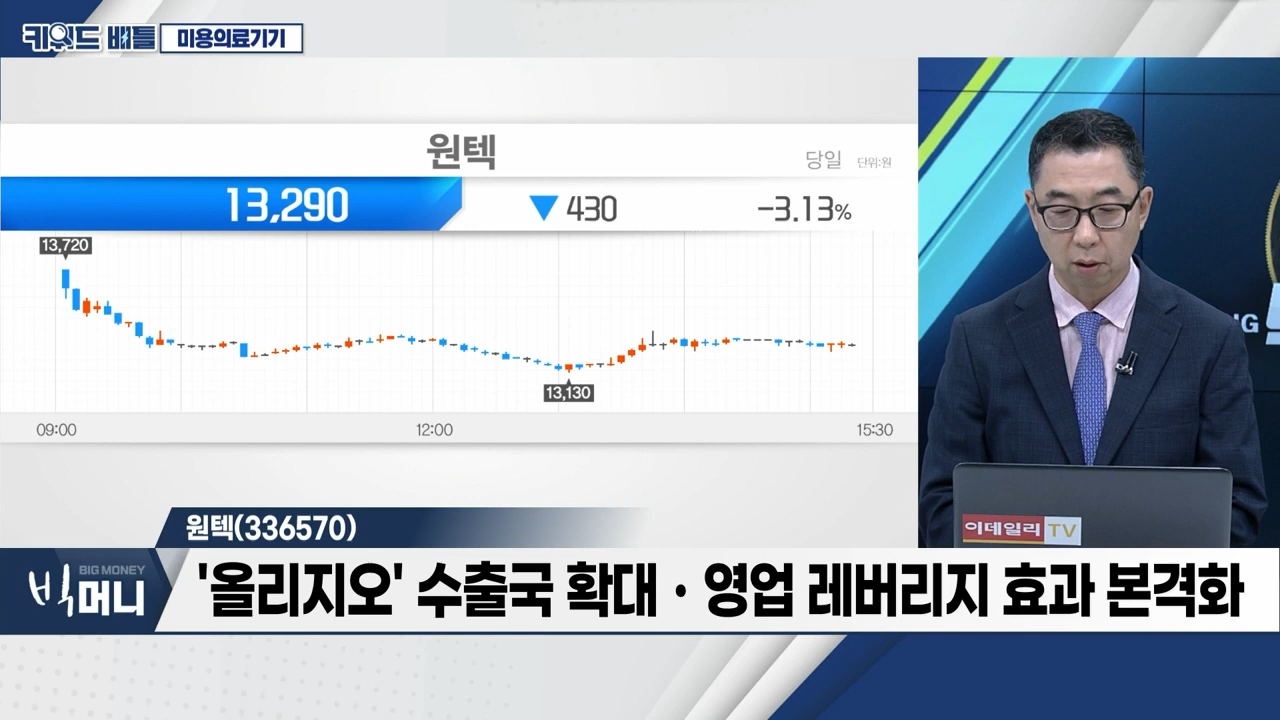 키워드 배틀 미용의료기기
원텍
당일 단위:원
13,290 ▼ 430 -3.13%
13,720
13,130
09:00 12:00 15:30
NG
이데일리TV
원텍(336570)
BIG MONEY
빅머니
'올리지오' 수출국 확대·영업 레버리지 효과 본격화